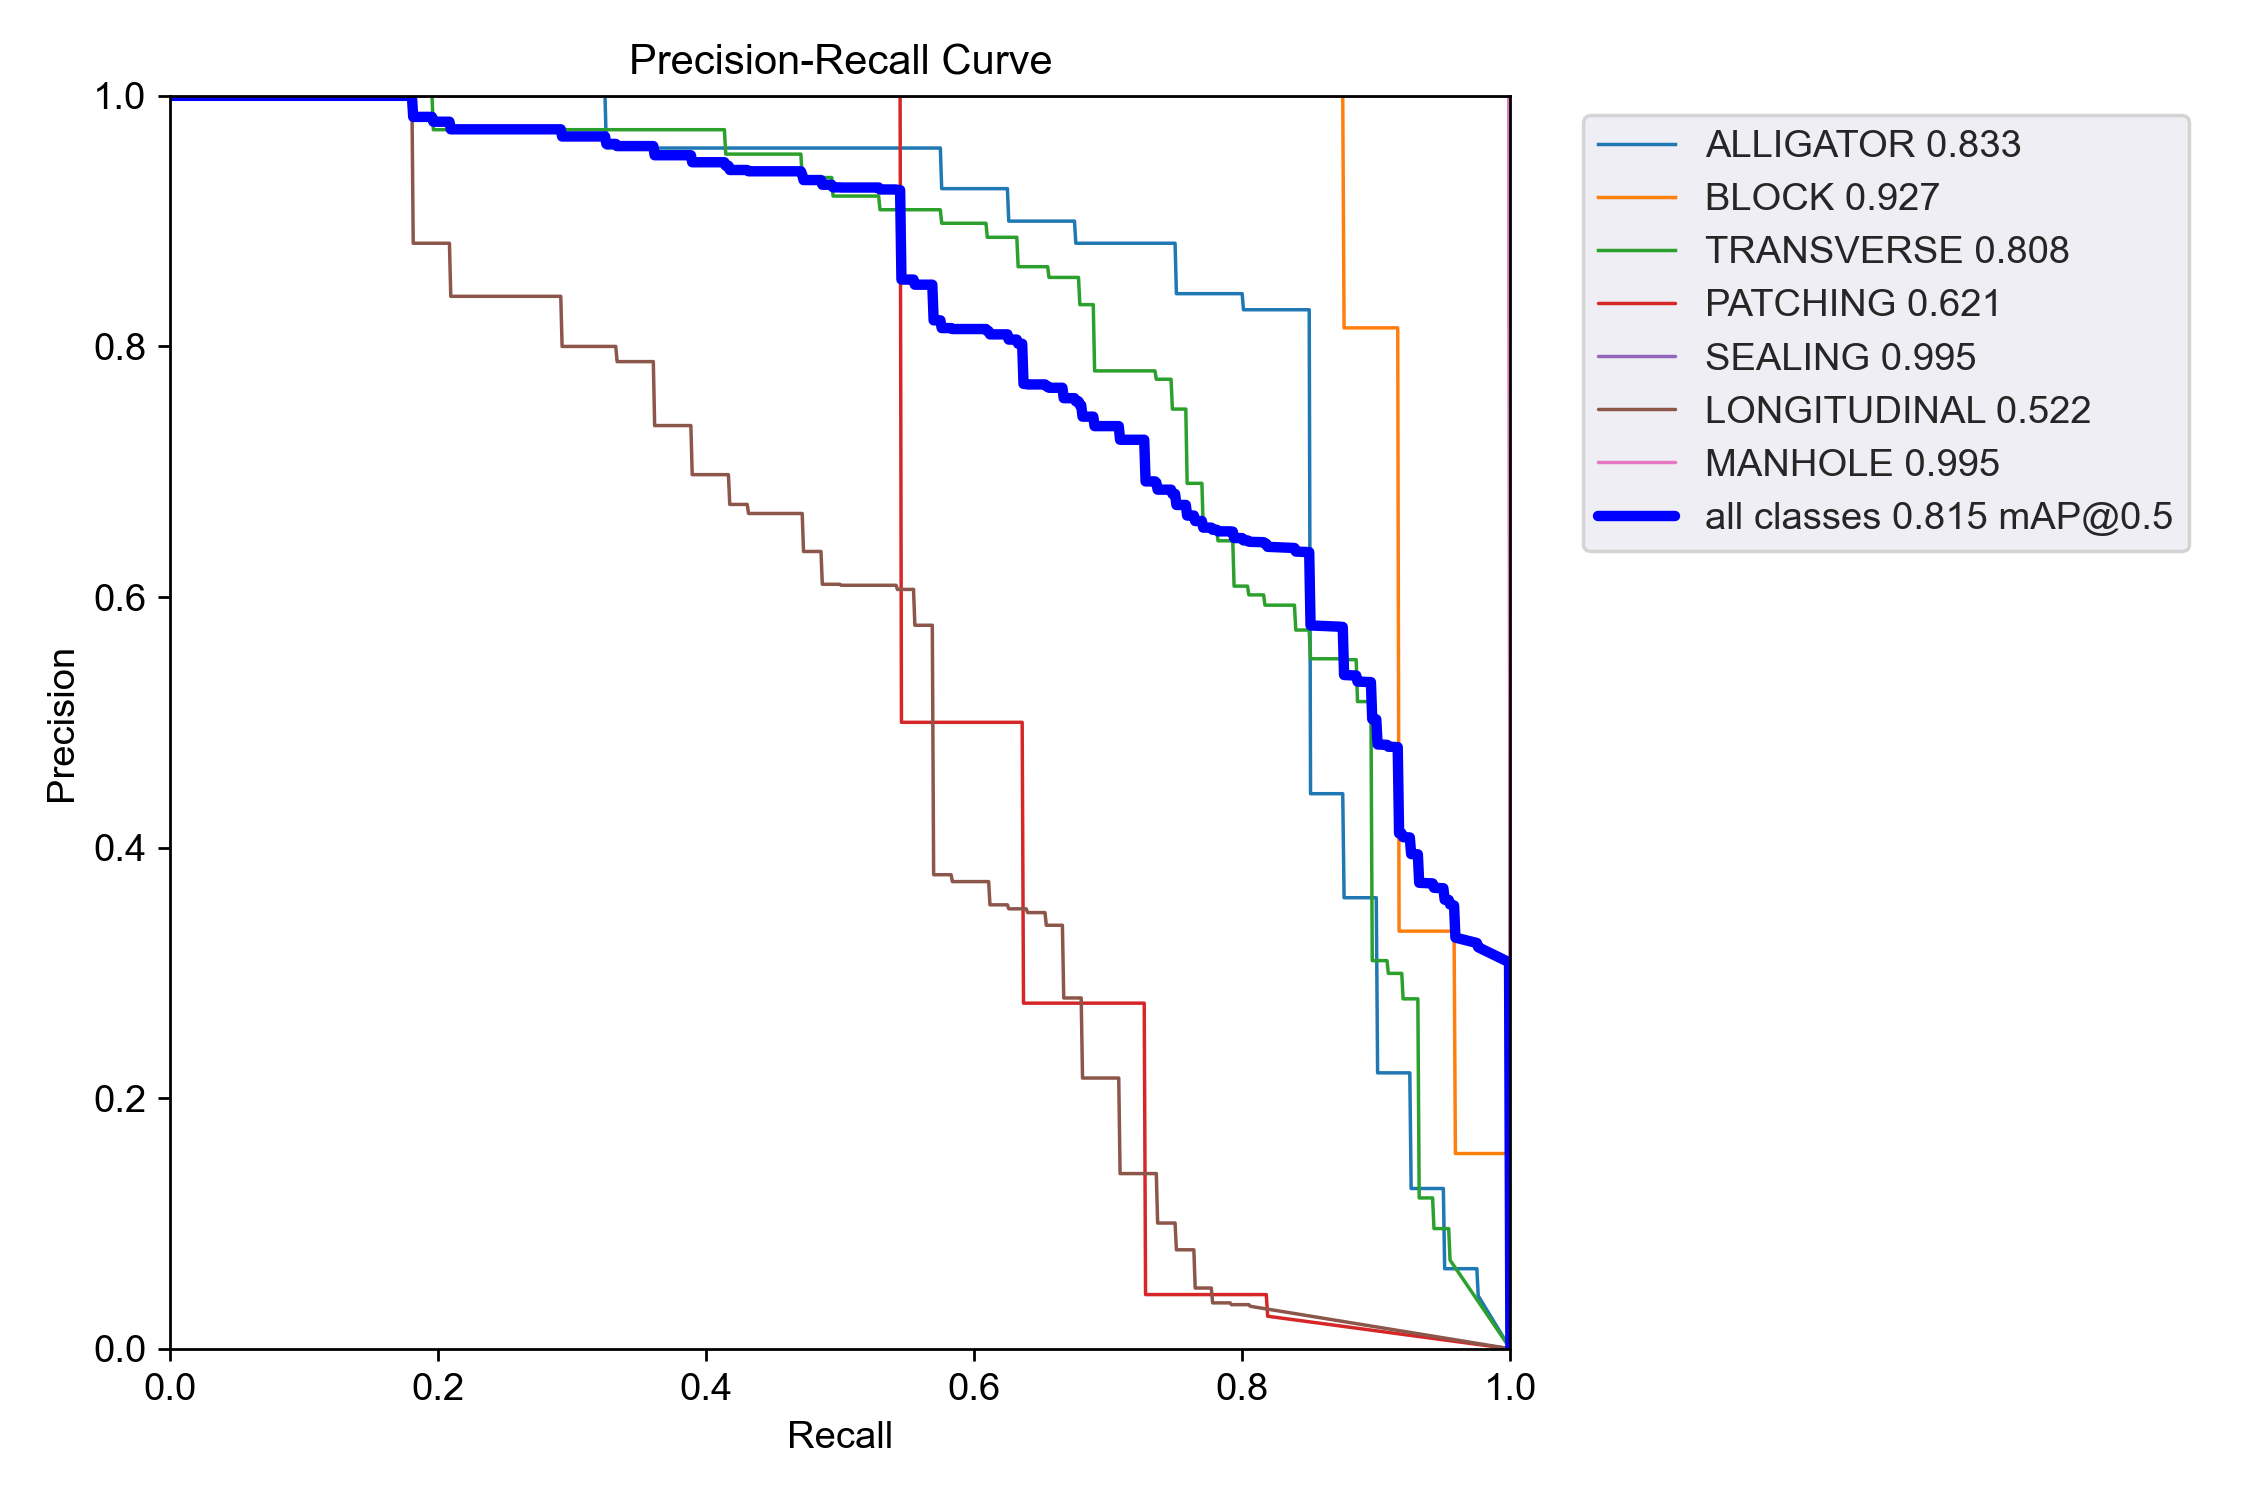 Precision-Recall Curve
1.0
0.8
0.6
0.4
0.2
0.0
Precision
0.0 0.2 0.4 0.6 0.8 1.0
Recall
ALLIGATOR 0.833
BLOCK 0.927
TRANSVERSE 0.808
PATCHING 0.621
SEALING 0.995
LONGITUDINAL 0.522
MANHOLE 0.995
all classes 0.815 mAP@0.5